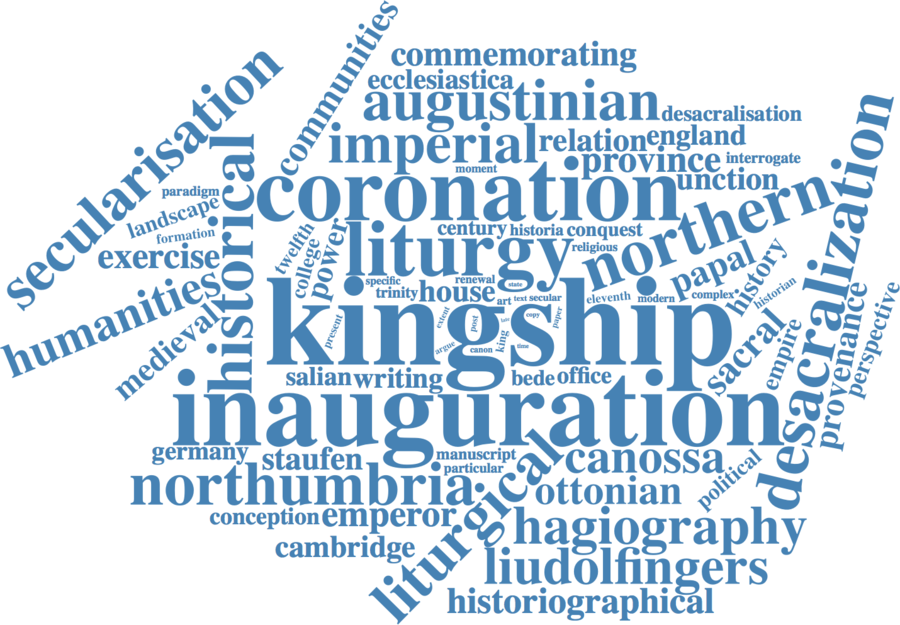 commemorating
communities
ecclesiastica
augustinian
desacralisation
secularisation
imperial
relation
england
province
interrogate
moment
coronation
unction
northern
historical
paradigm
landscape
formation
exercise
twelfth
college
power
century
historia
conquest
liturgy
religious
papal
history
historian
desacralization
humanities
medieval
specific
renewal
state
trinity
house
art
text
secular
eleventh
modern
complex
kingship
present
extent
argue
post
canon
king
copy
time
paper
sacral
empire
provenance
perspective
salian
writing
bede
office
inauguration
germany
staufen
manuscript
particular
canossa
political
northumbria
liturgical
ottonian
conception
emperor
hagiography
cambridge
liudolfingers
historiographical